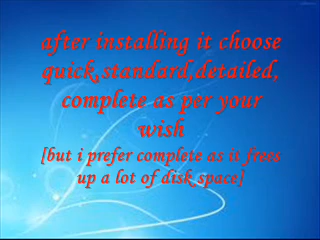 after installing it choose
quick,standard,detailed,
complete as per your
wish
[but i prefer complete as it frees
up a lot of disk space]